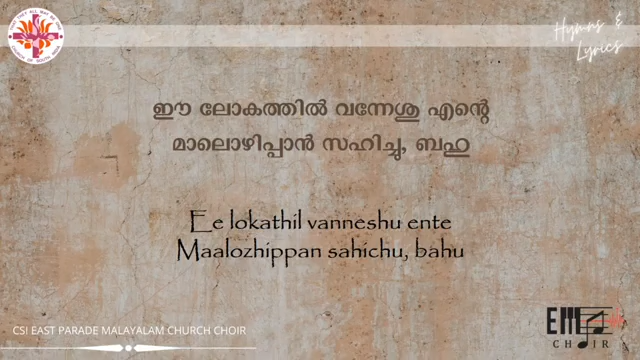 Hymns &
Lyrics
ഈ ലോകത്തിൽ വന്നേശു എന്റെ
മാലൊഴിപ്പാൻ സഹിച്ചു, ബഹു
Ee lokathil vanneshu ente
Maalozhippan sahichu, bahu
CSI EAST PARADE MALAYALAM CHURCH CHOIR
EM
CHOIR